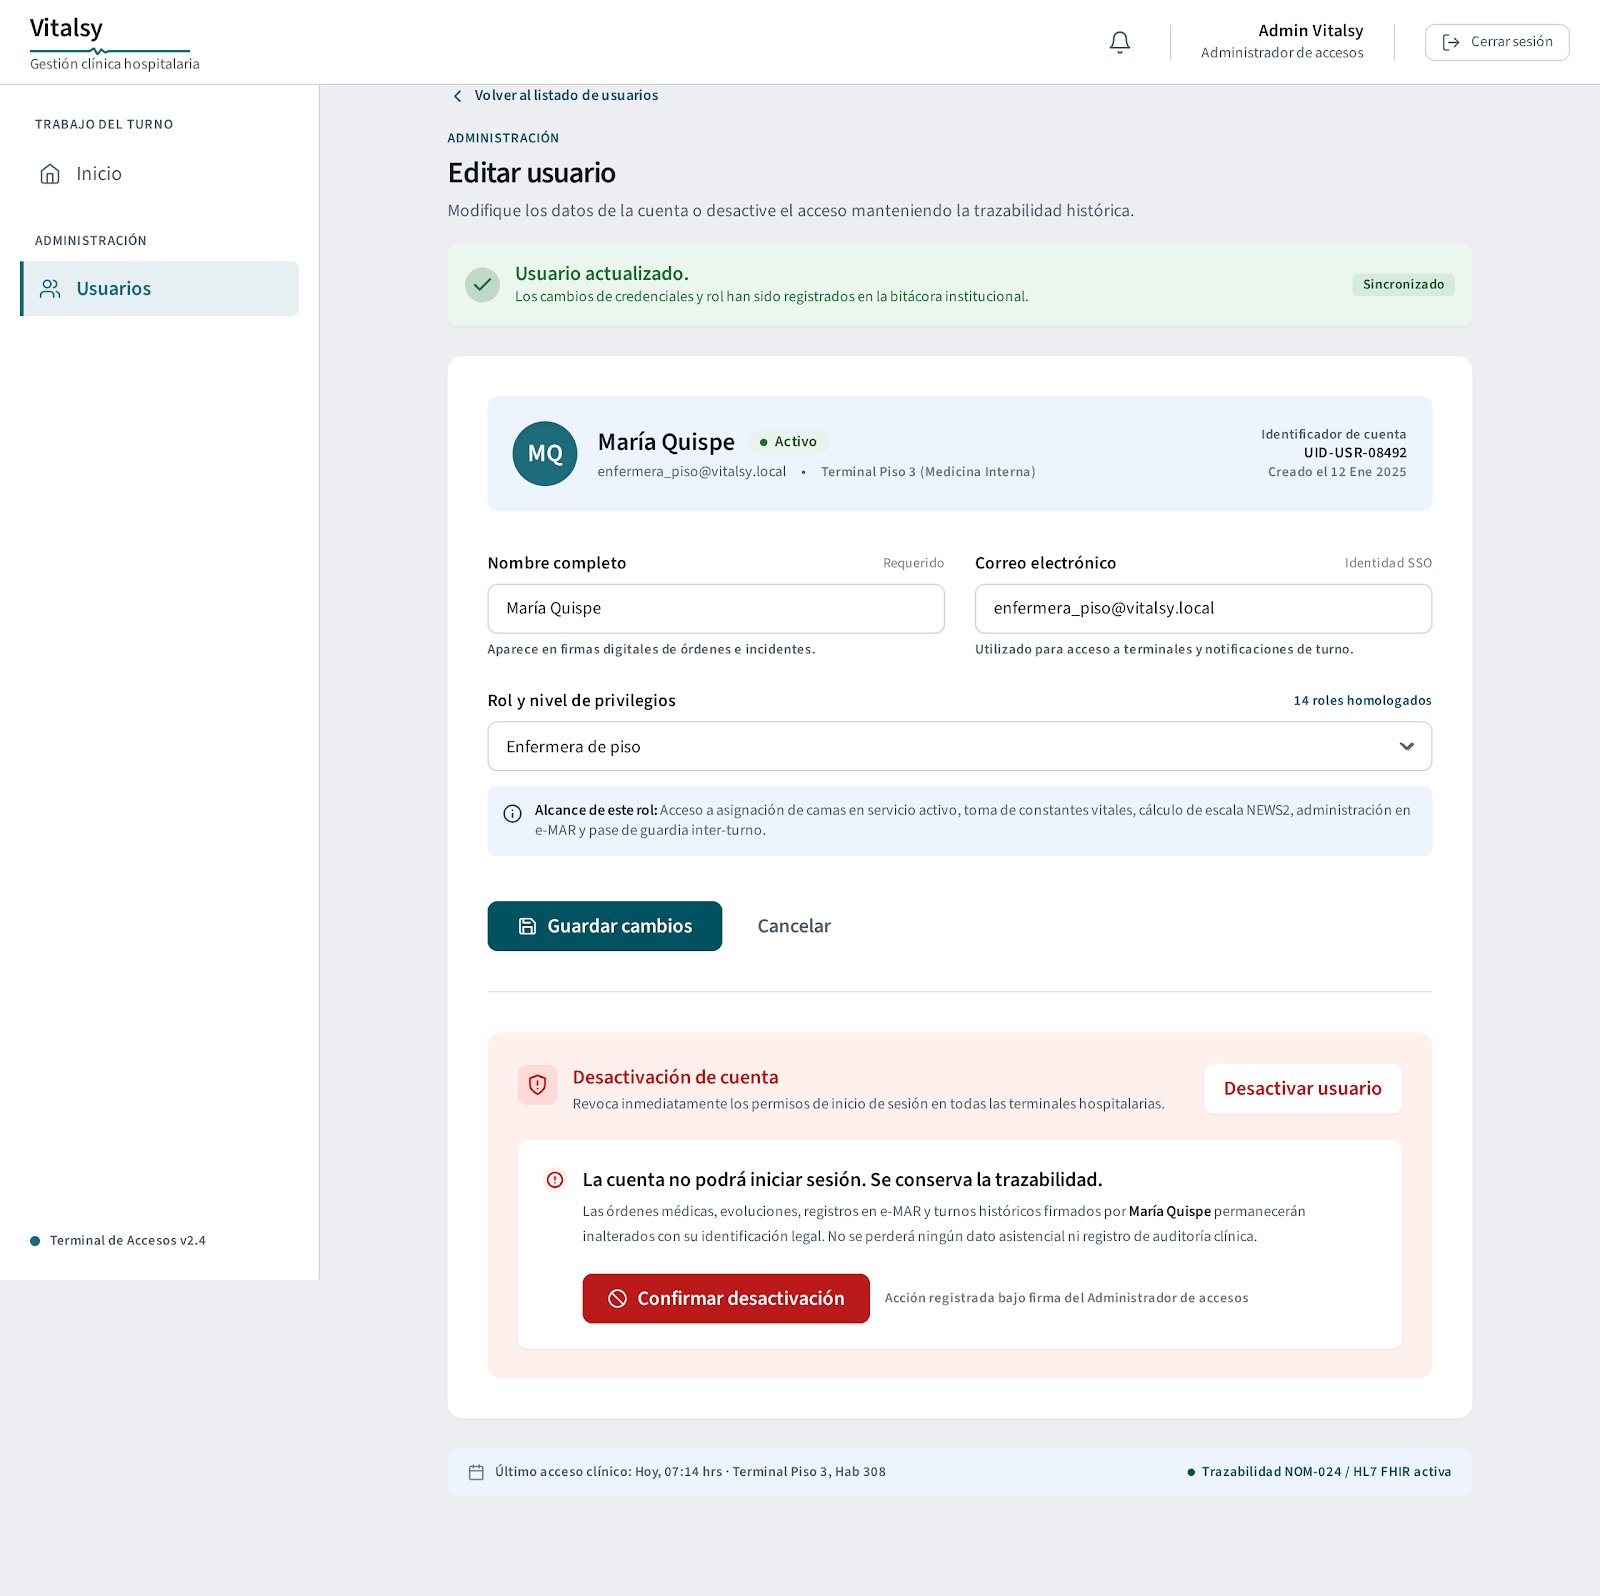 Vitalsy
Gestión clínica hospitalaria
Admin Vitalsy
Administrador de accesos
Cerrar sesión
TRABAJO DEL TURNO
Inicio
ADMINISTRACIÓN
Usuarios
Terminal de Accesos v2.4
Volver al listado de usuarios
ADMINISTRACIÓN
Editar usuario
Modifique los datos de la cuenta o desactive el acceso manteniendo la trazabilidad histórica.
Usuario actualizado.
Los cambios de credenciales y rol han sido registrados en la bitácora institucional.
Sincronizado
MQ
María Quispe
Activo
enfermera_piso@vitalsy.local • Terminal Piso 3 (Medicina Interna)
Identificador de cuenta
UID-USR-08492
Creado el 12 Ene 2025
Nombre completo
Requerido
María Quispe
Aparece en firmas digitales de órdenes e incidentes.
Correo electrónico
Identidad SSO
enfermera_piso@vitalsy.local
Utilizado para acceso a terminales y notificaciones de turno.
Rol y nivel de privilegios
14 roles homologados
Enfermera de piso
Alcance de este rol: Acceso a asignación de camas en servicio activo, toma de constantes vitales, cálculo de escala NEWS2, administración en
e-MAR y pase de guardia inter-turno.
Guardar cambios
Cancelar
Desactivación de cuenta
Revoca inmediatamente los permisos de inicio de sesión en todas las terminales hospitalarias.
Desactivar usuario
La cuenta no podrá iniciar sesión. Se conserva la trazabilidad.
Las órdenes médicas, evoluciones, registros en e-MAR y turnos históricos firmados por María Quispe permanecerán
inalterados con su identificación legal. No se perderá ningún dato asistencial ni registro de auditoría clínica.
Confirmar desactivación
Acción registrada bajo firma del Administrador de accesos
Último acceso clínico: Hoy, 07:14 hrs · Terminal Piso 3, Hab 308
Trazabilidad NOM-024 / HL7 FHIR activa